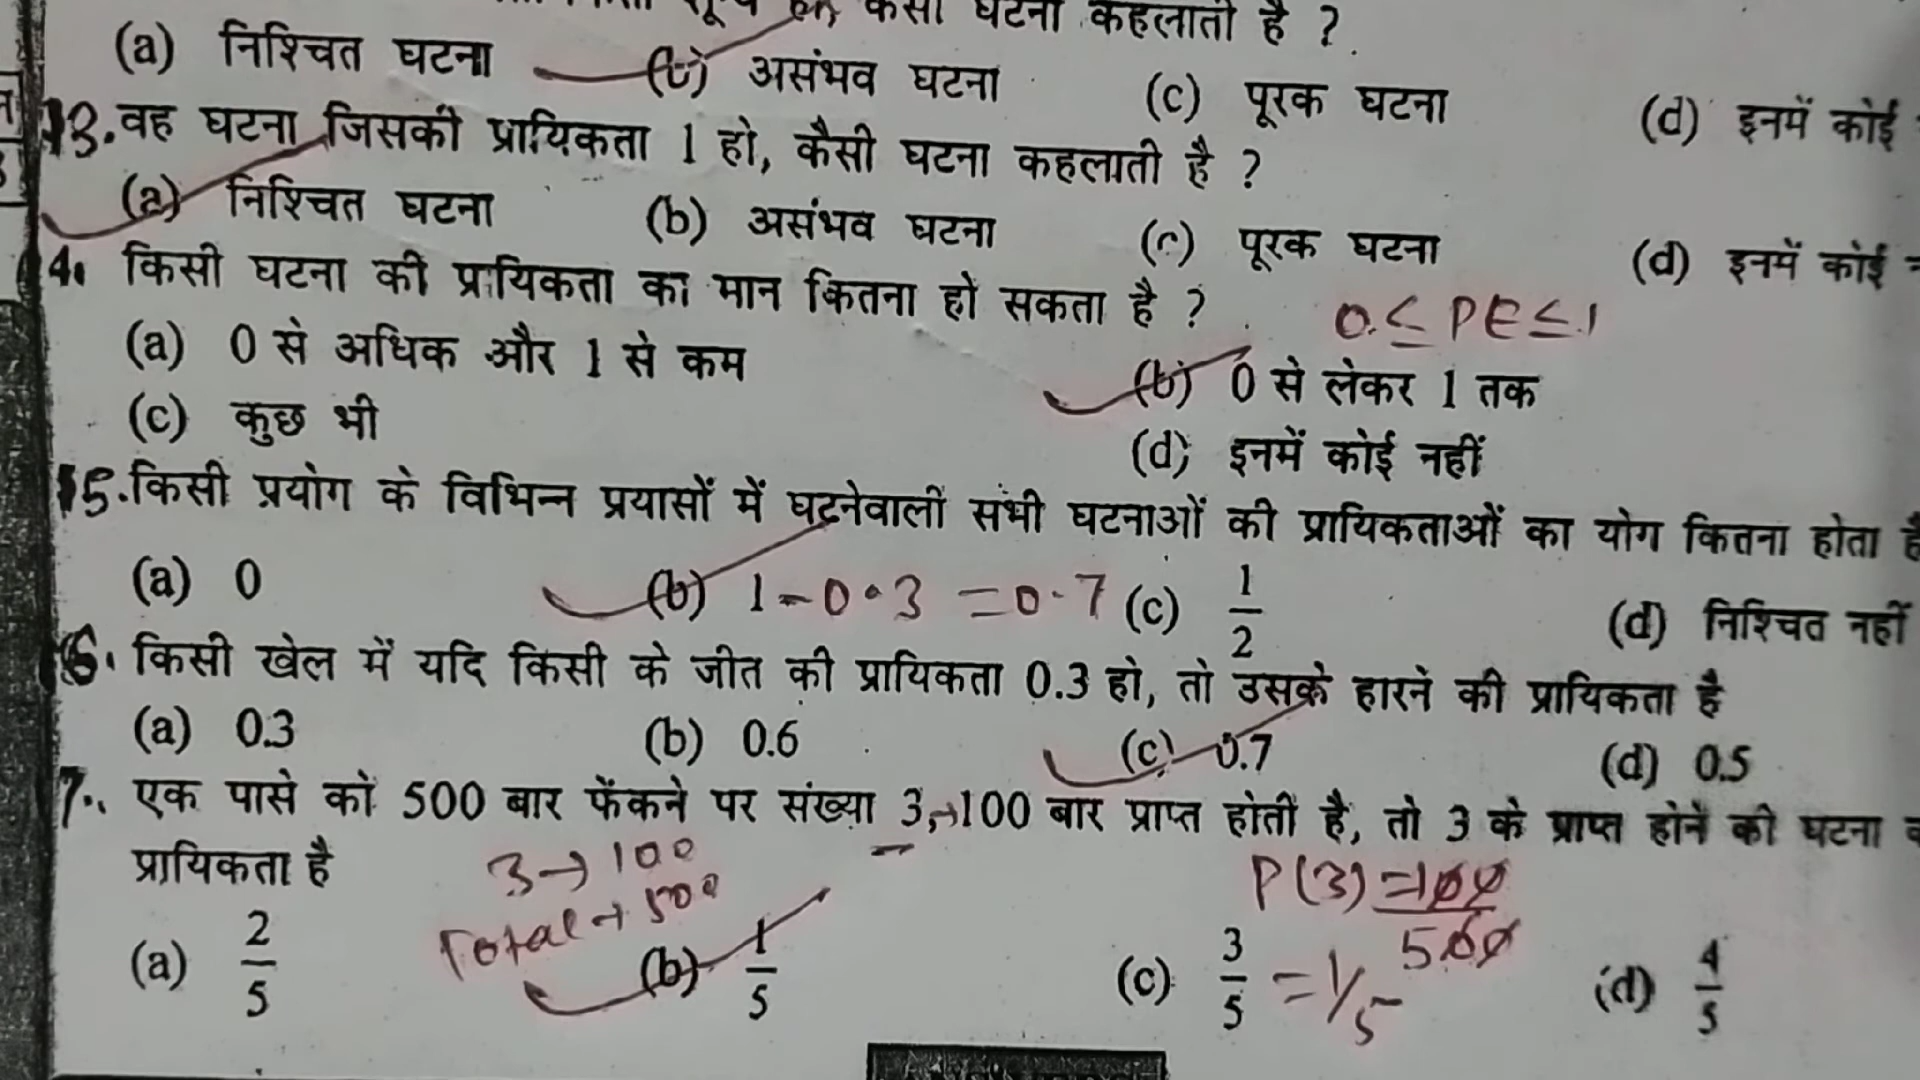 कहलाती है ?
(a) निश्चित घटना (b) असंभव घटना (c) पूरक घटना (d) इनमें कोई
13. वह घटना जिसकी प्रायिकता 1 हो, कैसी घटना कहलाती है ?
(a) निश्चित घटना (b) असंभव घटना (c) पूरक घटना (d) इनमें कोई
4. किसी घटना की प्रायिकता का मान कितना हो सकता है ?
0 ≤ PE ≤ 1
(a) 0 से अधिक और 1 से कम (b) 0 से लेकर 1 तक
(c) कुछ भी (d) इनमें कोई नहीं
15. किसी प्रयोग के विभिन्न प्रयासों में घटनेवाली सभी घटनाओं की प्रायिकताओं का योग कितना होता है
(a) 0 (b) 1 - 0.3 = 0.7 (c) 1/2 (d) निश्चित नहीं
16. किसी खेल में यदि किसी के जीत की प्रायिकता 0.3 हो, तो उसके हारने की प्रायिकता है
(a) 0.3 (b) 0.6 (c) 0.7 (d) 0.5
7. एक पासे को 500 बार फेंकने पर संख्या 3, 100 बार प्राप्त होती है, तो 3 के प्राप्त होने की घटना
प्रायिकता है
3 → 100
Total → 500
P(3) = 100/500
(a) 2/5 (b) 1/5 (c) 3/5 = 1/5 (d) 4/5